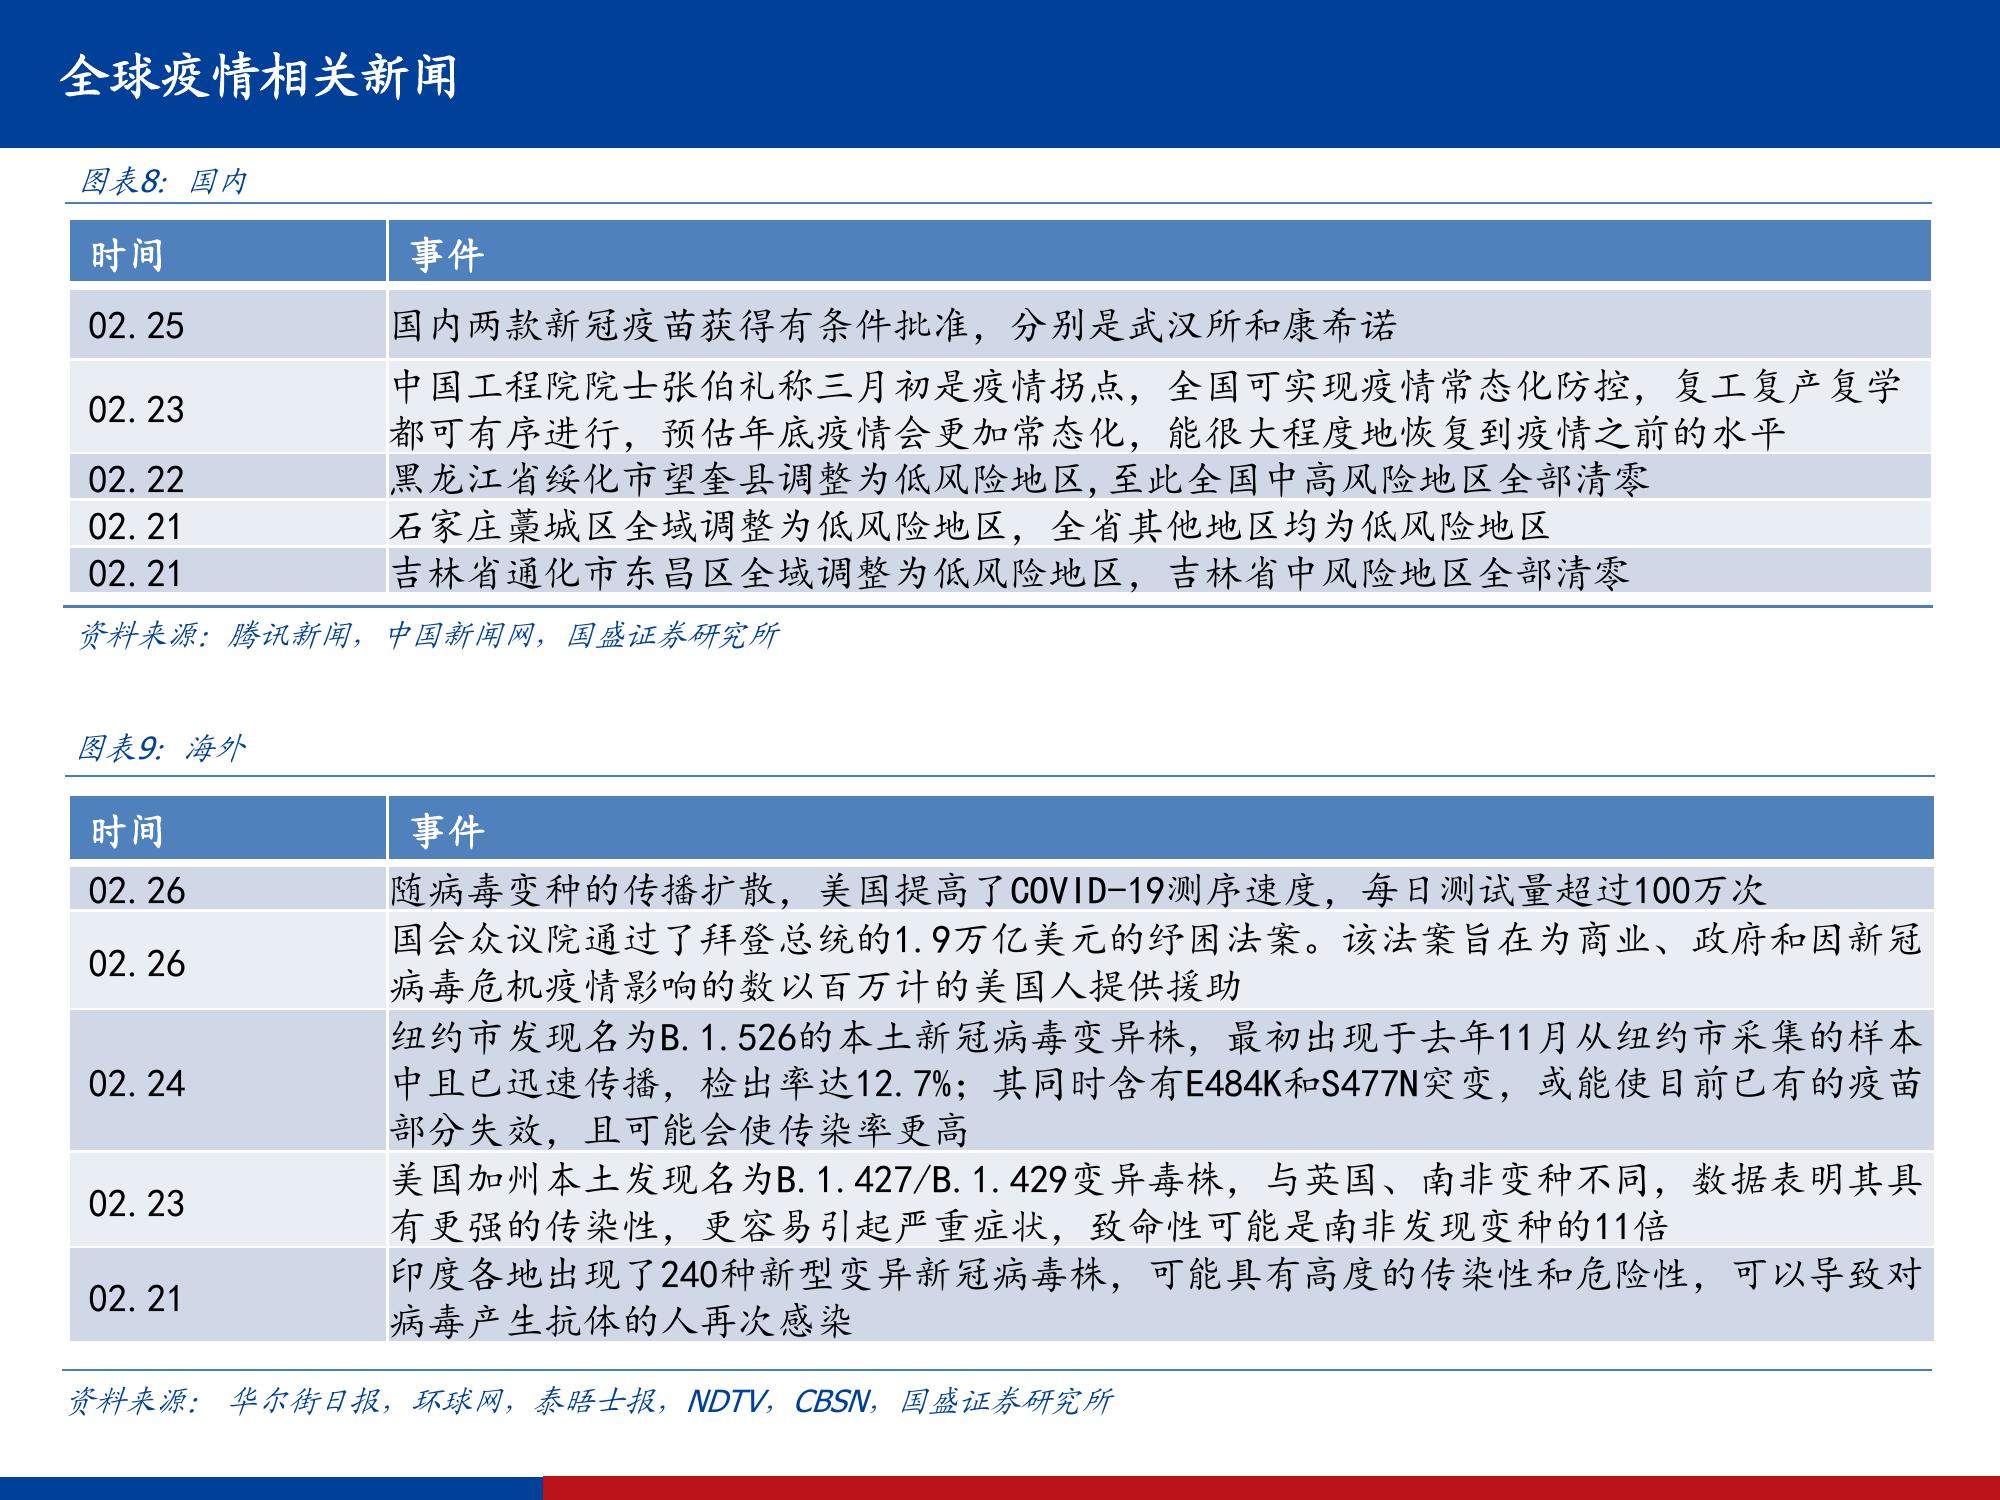 全球疫情相关新闻
图表8: 国内
时间 事件
02.25 国内两款新冠疫苗获得有条件批准，分别是武汉所和康希诺
02.23 中国工程院院士张伯礼称三月初是疫情拐点，全国可实现疫情常态化防控，复工复产复学
都可有序进行，预估年底疫情会更加常态化，能很大程度地恢复到疫情之前的水平
02.22 黑龙江省绥化市望奎县调整为低风险地区,至此全国中高风险地区全部清零
02.21 石家庄藁城区全域调整为低风险地区，全省其他地区均为低风险地区
02.21 吉林省通化市东昌区全域调整为低风险地区，吉林省中风险地区全部清零
资料来源：腾讯新闻，中国新闻网，国盛证券研究所
图表9: 海外
时间 事件
02.26 随病毒变种的传播扩散，美国提高了COVID-19测序速度，每日测试量超过100万次
02.26 国会众议院通过了拜登总统的1.9万亿美元的纾困法案。该法案旨在为商业、政府和因新冠
病毒危机疫情影响的数以百万计的美国人提供援助
02.24 纽约市发现名为B.1.526的本土新冠病毒变异株，最初出现于去年11月从纽约市采集的样本
中且已迅速传播，检出率达12.7%；其同时含有E484K和S477N突变，或能使目前已有的疫苗
部分失效，且可能会使传染率更高
02.23 美国加州本土发现名为B.1.427/B.1.429变异毒株，与英国、南非变种不同，数据表明其具
有更强的传染性，更容易引起严重症状，致命性可能是南非发现变种的11倍
02.21 印度各地出现了240种新型变异新冠病毒株，可能具有高度的传染性和危险性，可以导致对
病毒产生抗体的人再次感染
资料来源： 华尔街日报，环球网，泰晤士报，NDTV，CBSN，国盛证券研究所